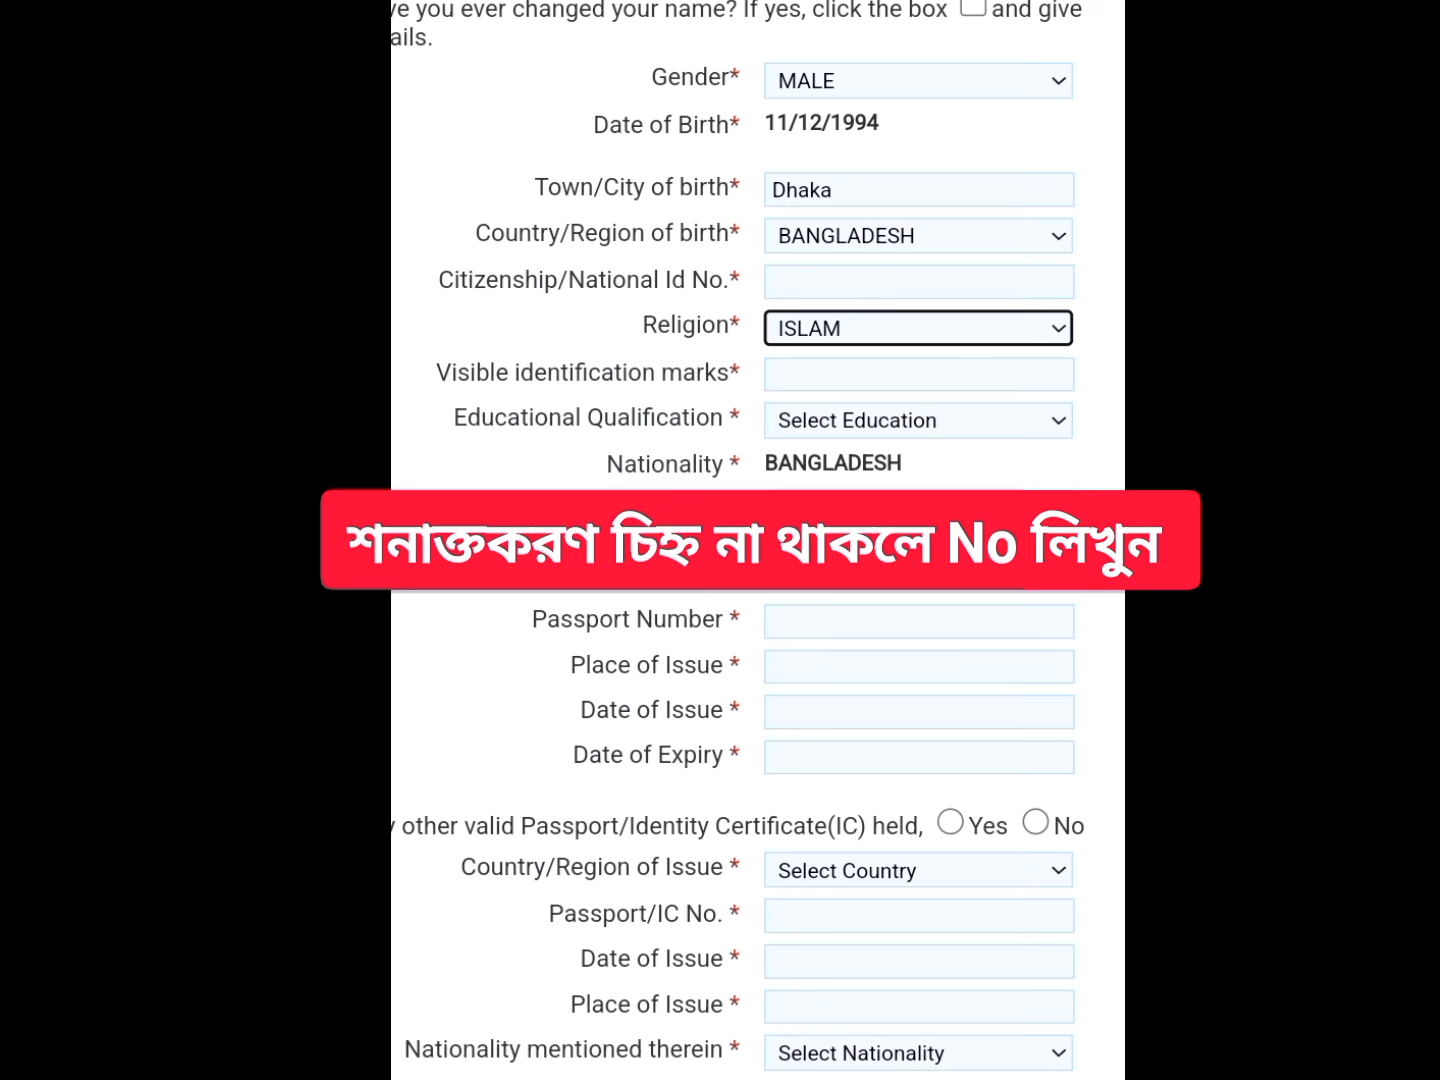 ve you ever changed your name? If yes, click the box and give
ails.
Gender* MALE
Date of Birth* 11/12/1994
Town/City of birth* Dhaka
Country/Region of birth* BANGLADESH
Citizenship/National Id No.*
Religion* ISLAM
Visible identification marks*
Educational Qualification * Select Education
Nationality * BANGLADESH
শনাক্তকরণ চিহ্ন না থাকলে No লিখুন
Passport Number *
Place of Issue *
Date of Issue *
Date of Expiry *
y other valid Passport/Identity Certificate(IC) held, Yes No
Country/Region of Issue * Select Country
Passport/IC No. *
Date of Issue *
Place of Issue *
Nationality mentioned therein * Select Nationality